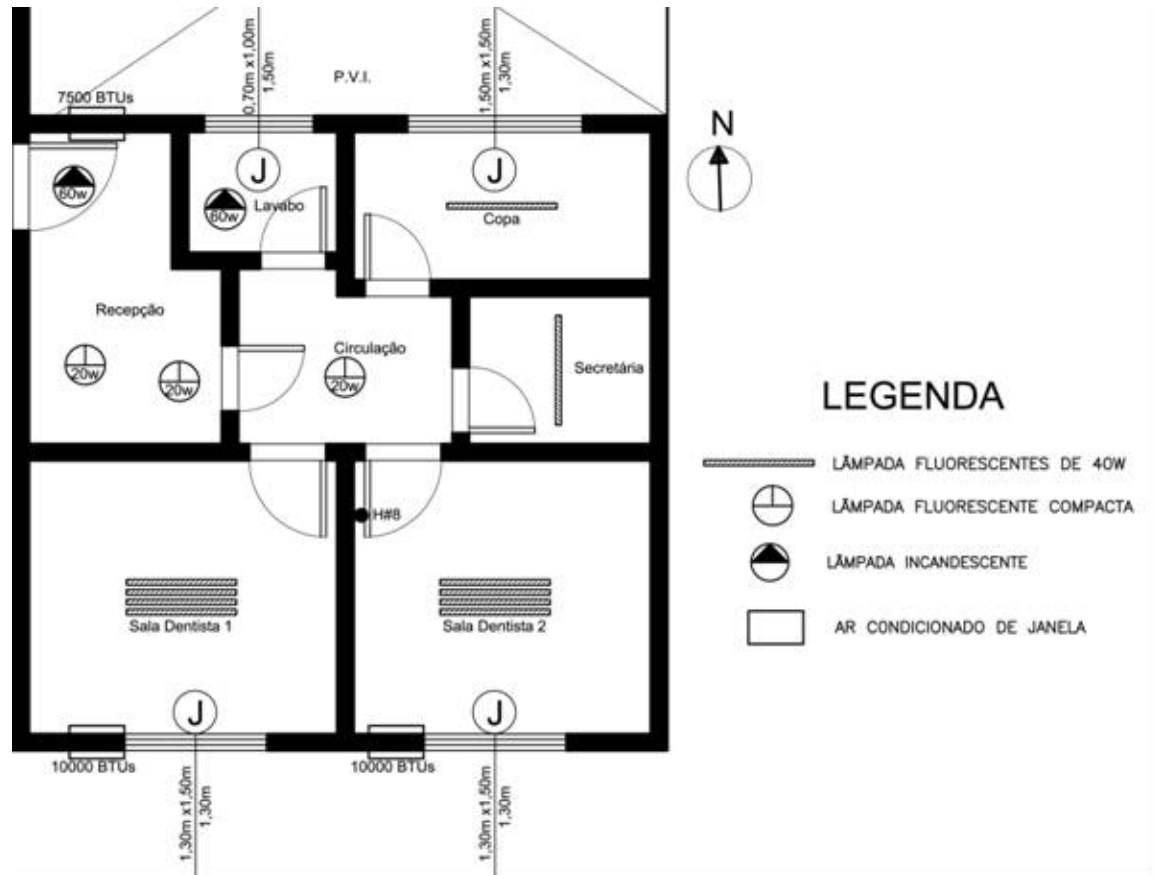 0,70m x1,00m
1,50m
P.V.I.
1,50m x1,50m
1,30m
7500 BTUs
N
J
J
60w
60w
Lavabo
Copa
Recepção
Circulação
Secretária
20w
20w
20w
LEGENDA
LÂMPADA FLUORESCENTES DE 40W
LÂMPADA FLUORESCENTE COMPACTA
LÂMPADA INCANDESCENTE
AR CONDICIONADO DE JANELA
H#8
Sala Dentista 1
Sala Dentista 2
J
J
10000 BTUs
10000 BTUs
1,30m x1,50m
1,30m
1,30m x1,50m
1,30m